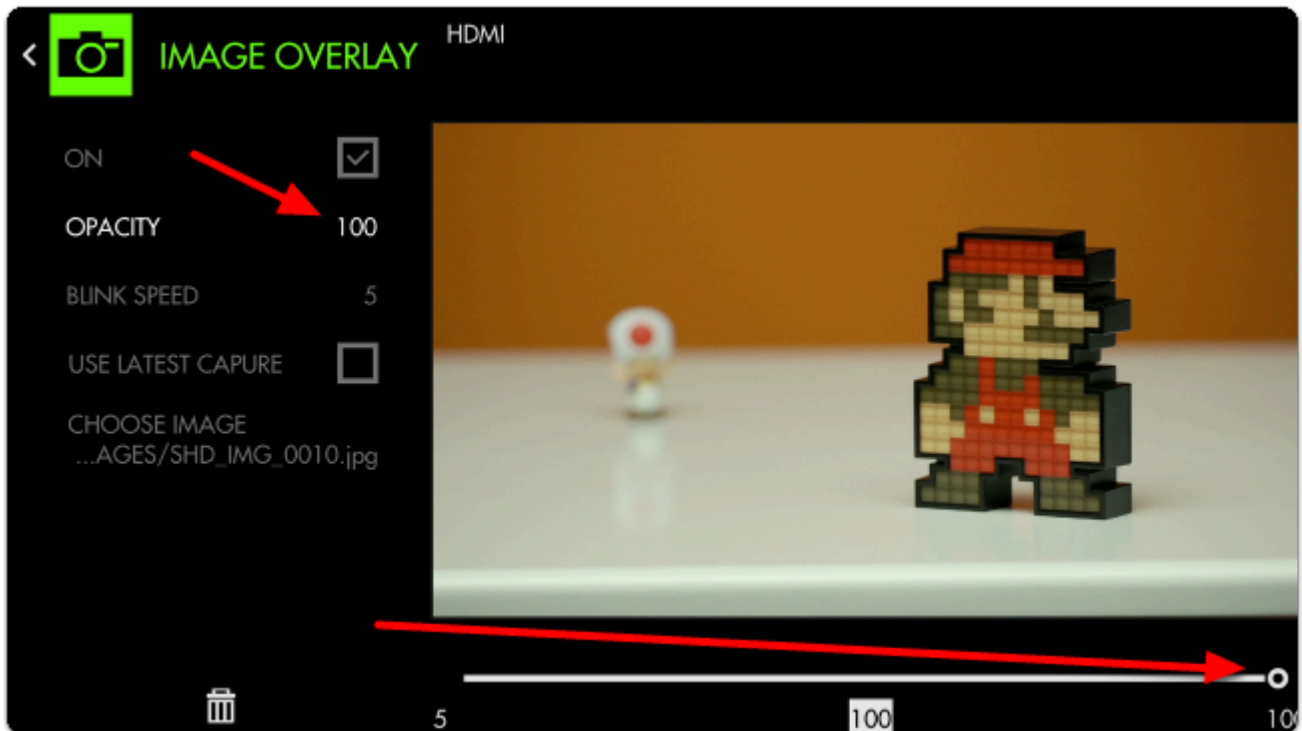 IMAGE OVERLAY
HDMI
ON
OPACITY 100
BLINK SPEED 5
USE LATEST CAPURE
CHOOSE IMAGE
...AGES/SHD_IMG_0010.jpg
5 100 100